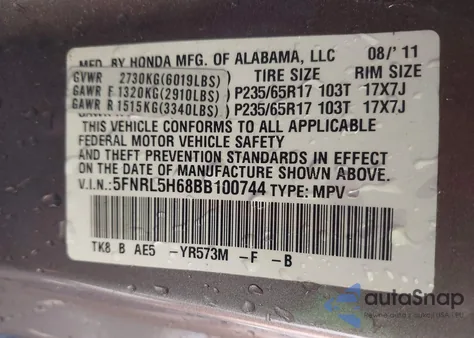 MFD BY HONDA MFG. OF ALABAMA, LLC 08/'11
GVWR 2730KG(6019LBS) TIRE SIZE RIM SIZE
GAWR F 1320KG(2910LBS) P235/65R17 103T 17X7J
GAWR R 1515KG(3340LBS) P235/65R17 103T 17X7J
THIS VEHICLE CONFORMS TO ALL APPLICABLE
FEDERAL MOTOR VEHICLE SAFETY
AND THEFT PREVENTION STANDARDS IN EFFECT
ON THE DATE OF MANUFACTURE SHOWN ABOVE.
V.I.N: 5FNRL5H68BB100744 TYPE: MPV
TK8 B AE5 -YR573M -F -B
autoSnap